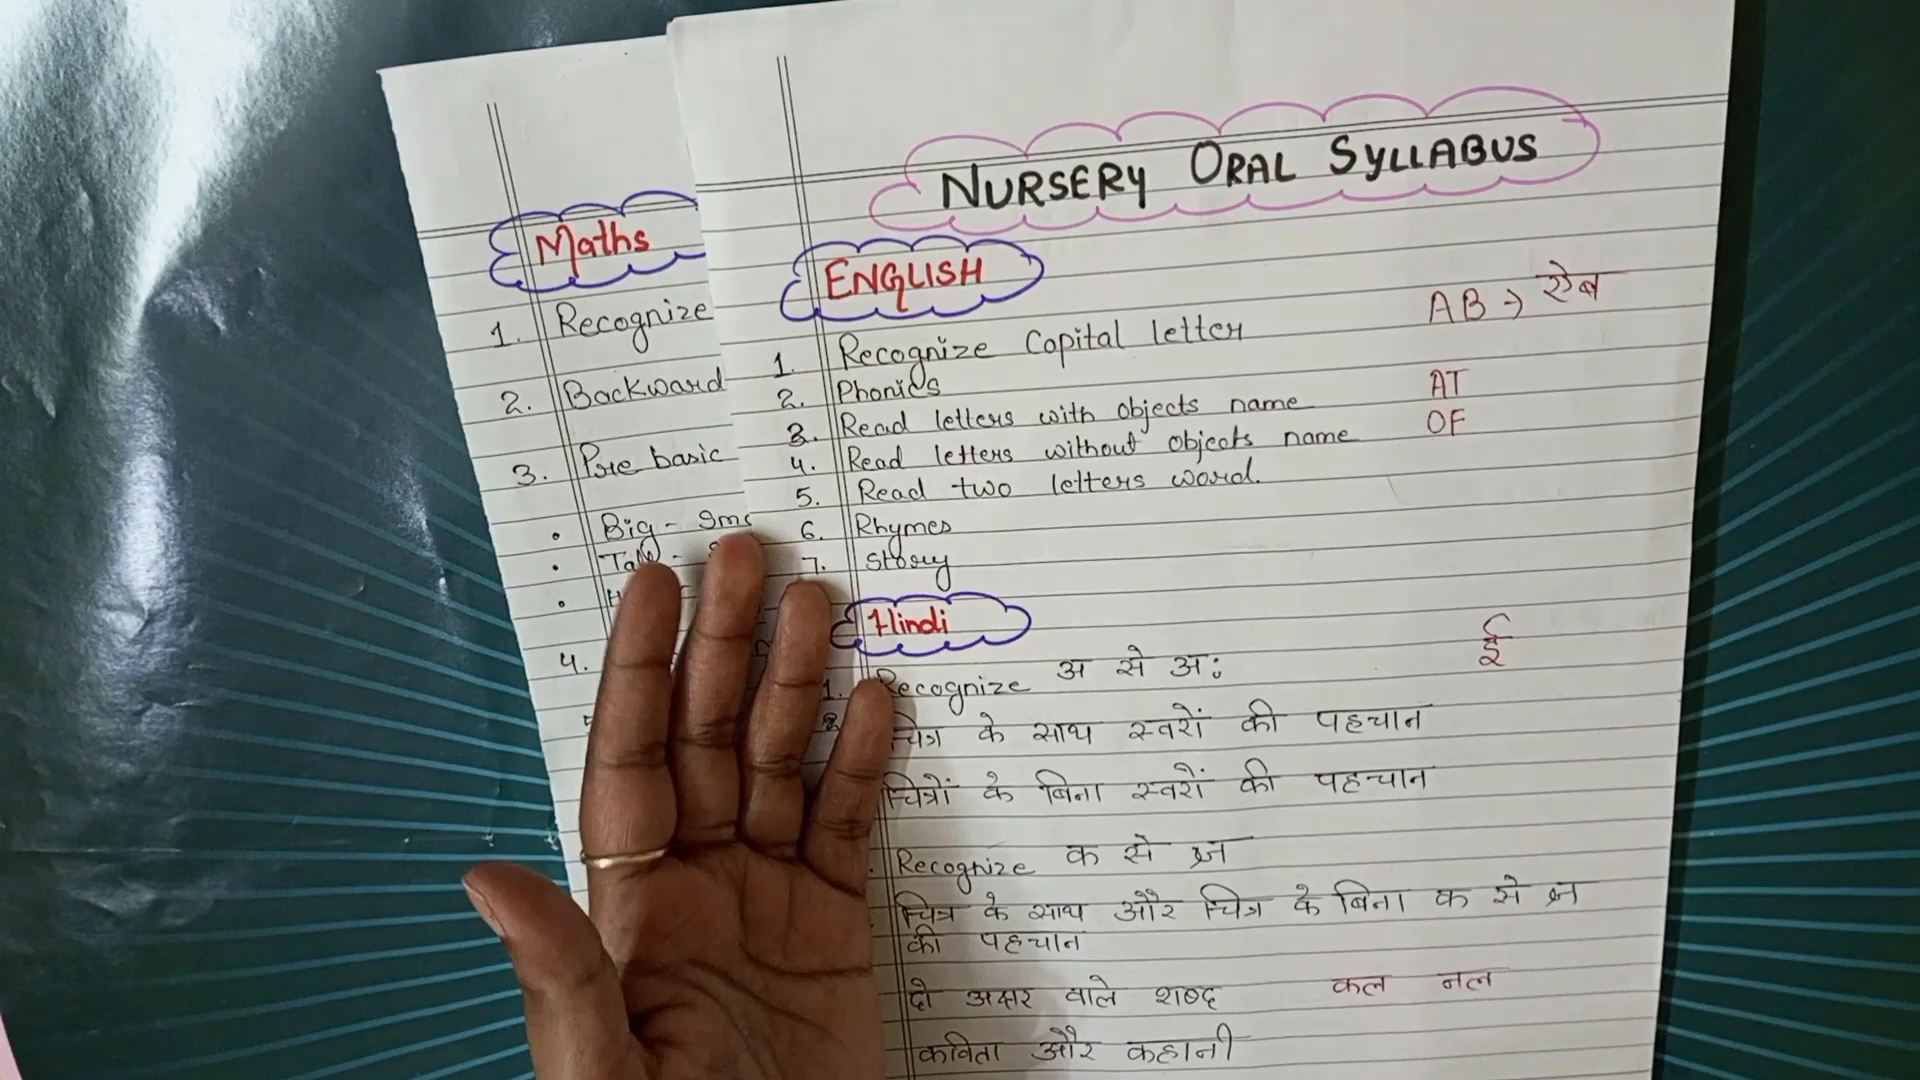 NURSERY ORAL SYLLABUS
ENGLISH
1. Recognize Capital letter
AB → ऐब
2. Phonics
3. Read letters with objects name
AT
4. Read letters without objects name
OF
5. Read two letters word.
6. Rhymes
7. Story
Hindi
1. Recognize अ से अः
ई
2. चित्र के साथ स्वरों की पहचान
चित्रों के बिना स्वरों की पहचान
Recognize क से ज्ञ
चित्र के साथ और चित्र के बिना क से ज्ञ
की पहचान
दो अक्षर वाले शब्द कल नल
कविता और कहानी
Maths
1. Recognize
2. Backward
3. Pre basic
• Big -
• Tall -
•
4.